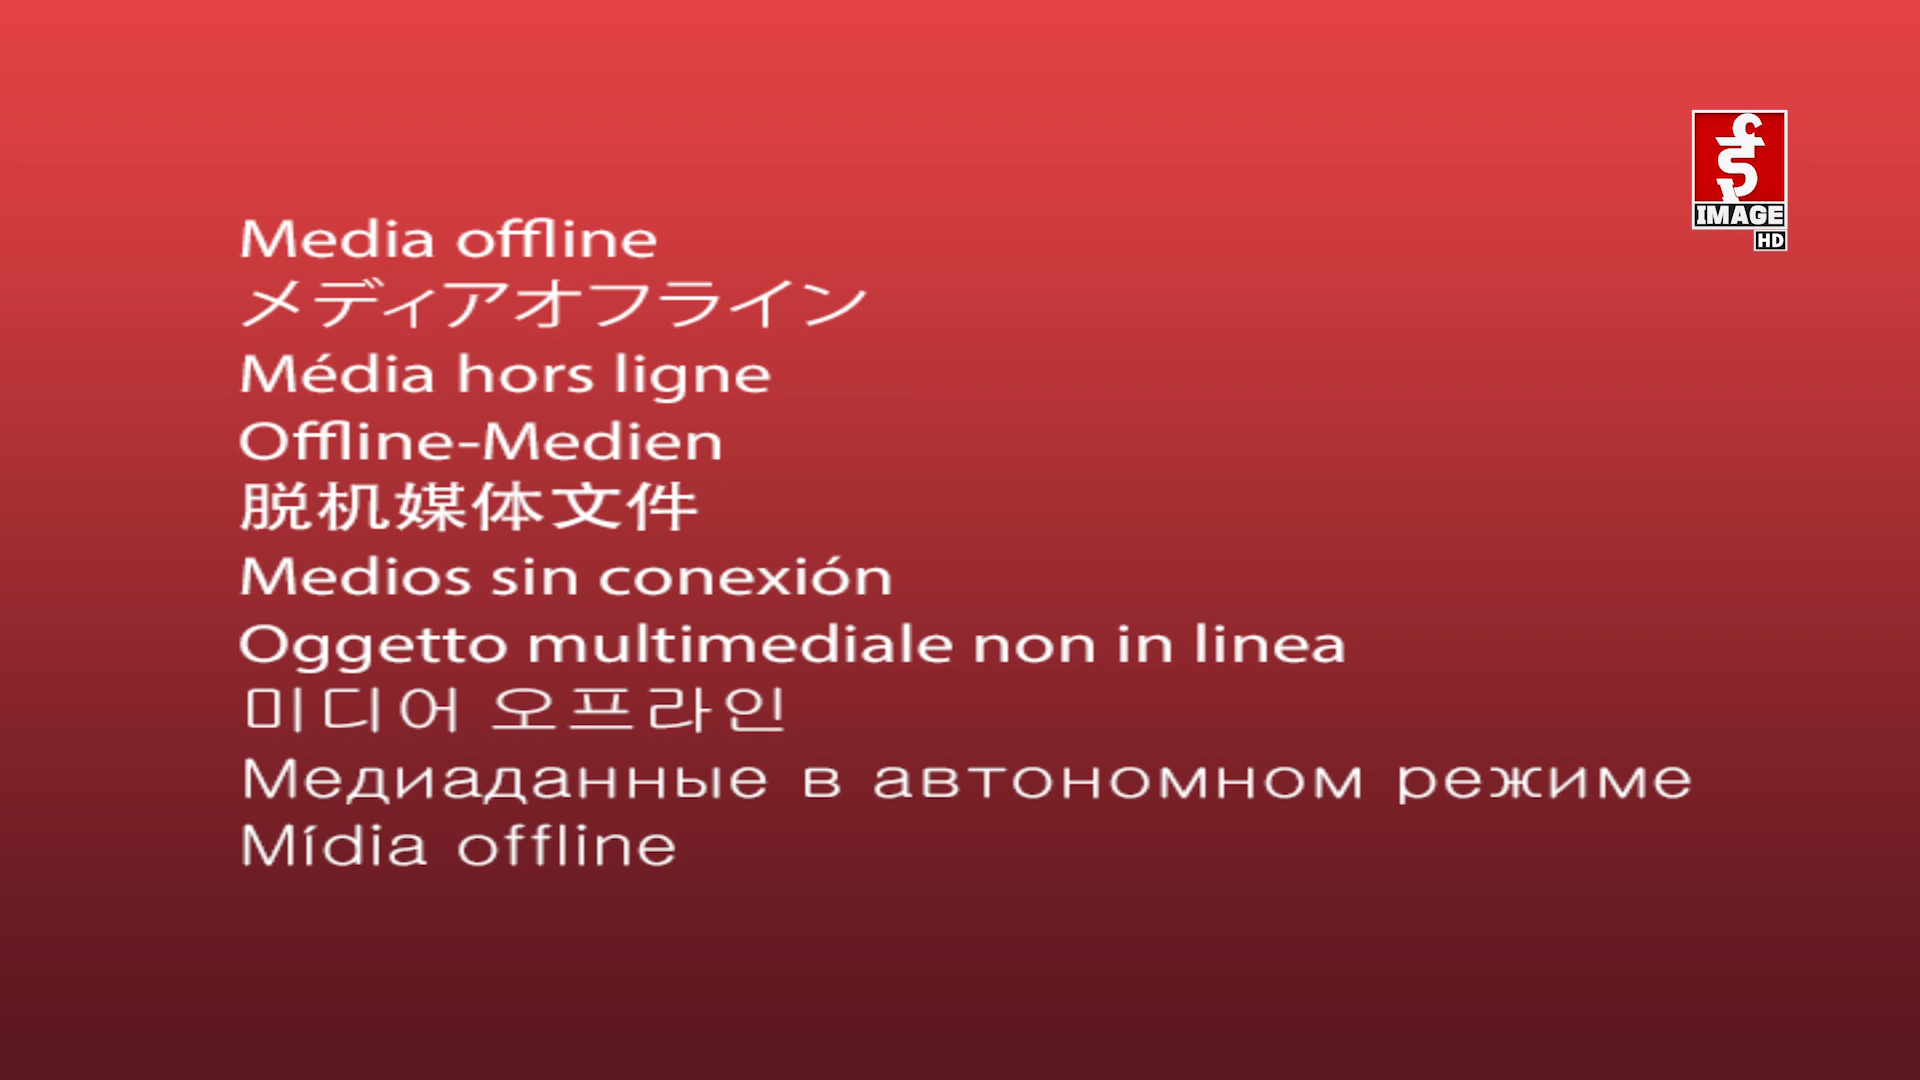 Media offline
メディアオフライン
Média hors ligne
Offline-Medien
脱机媒体文件
Medios sin conexión
Oggetto multimediale non in linea
미디어 오프라인
Медиаданные в автономном режиме
Mídia offline
IMAGE
HD